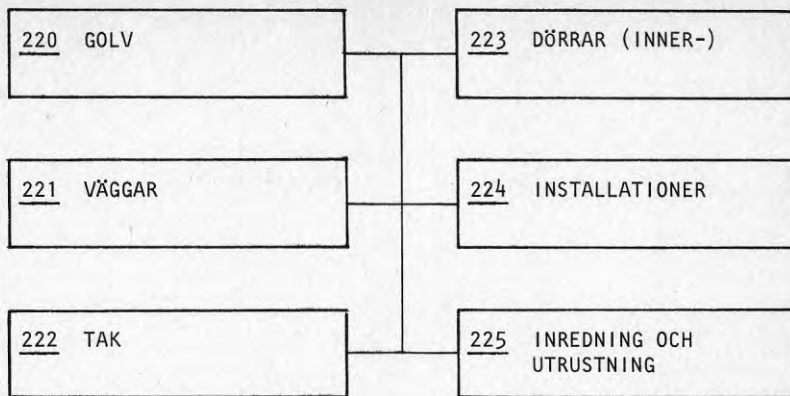 220 GOLV
223 DÖRRAR (INNER-)
221 VÄGGAR
224 INSTALLATIONER
222 TAK
225 INREDNING OCH
UTRUSTNING